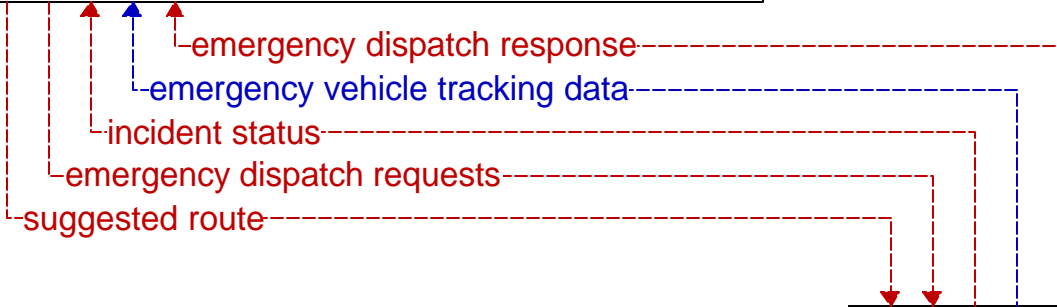 emergency dispatch response
emergency vehicle tracking data
incident status
emergency dispatch requests
suggested route